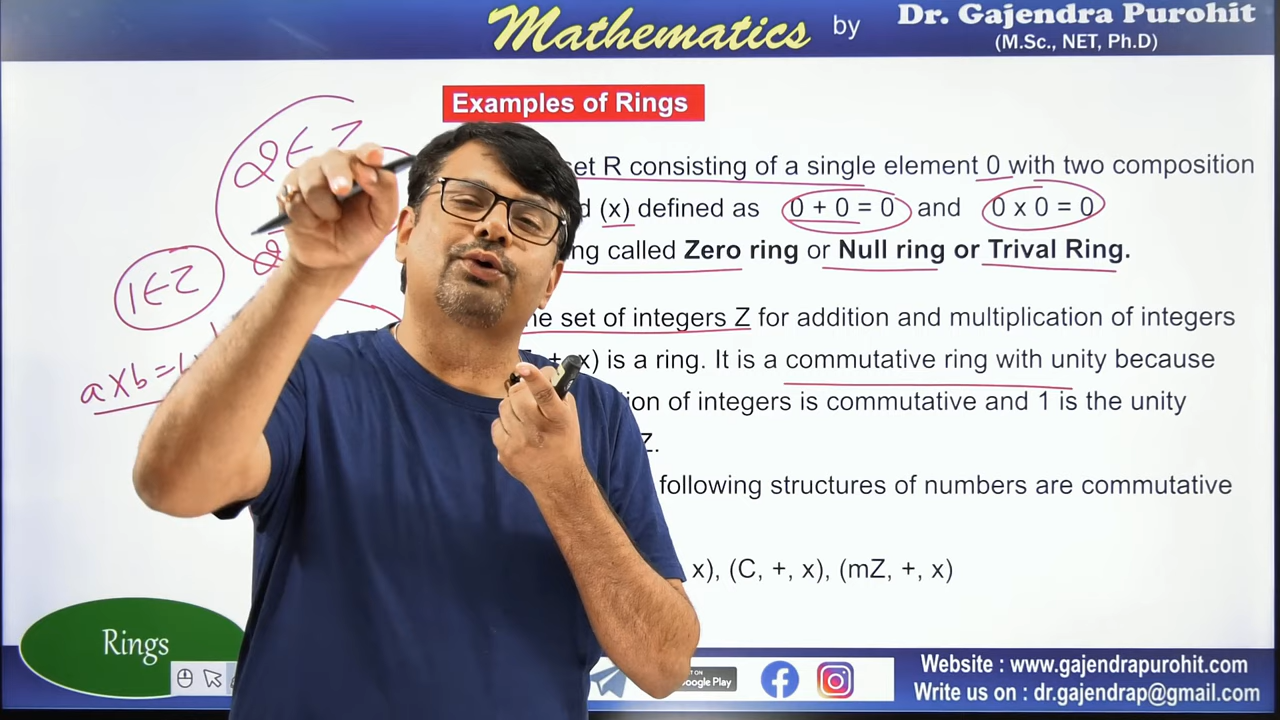 Mathematics by
Dr. Gajendra Purohit
(M.Sc., NET, Ph.D)
Examples of Rings
set R consisting of a single element 0 with two composition
(x) defined as 0 + 0 = 0 and 0 x 0 = 0
called Zero ring or Null ring or Trival Ring.
1 ∈ Z
set of integers Z for addition and multiplication of integers
x) is a ring. It is a commutative ring with unity because
a x b =
of integers is commutative and 1 is the unity
Z.
following structures of numbers are commutative
x), (C, +, x), (mZ, +, x)
Rings
Google Play
Website : www.gajendrapurohit.com
Write us on : dr.gajendrap@gmail.com